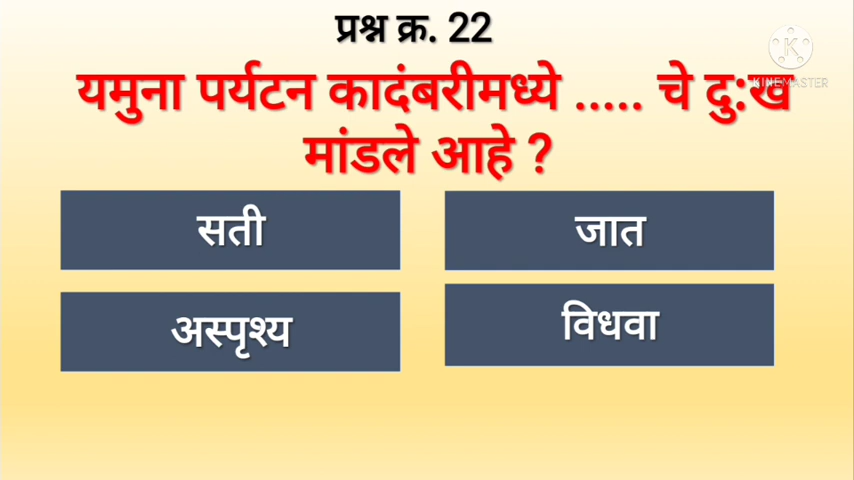 प्रश्न क्र. 22
K
KINEMASTER
यमुना पर्यटन कादंबरीमध्ये ..... चे दु:ख
मांडले आहे ?
सती
जात
अस्पृश्य
विधवा